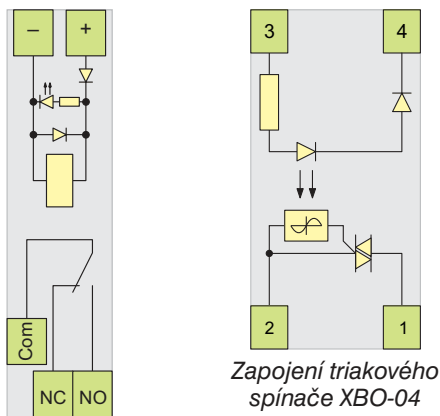 – +
Com
NC NO
3 4
2 1
Zapojení triakového
spínače XBO-04